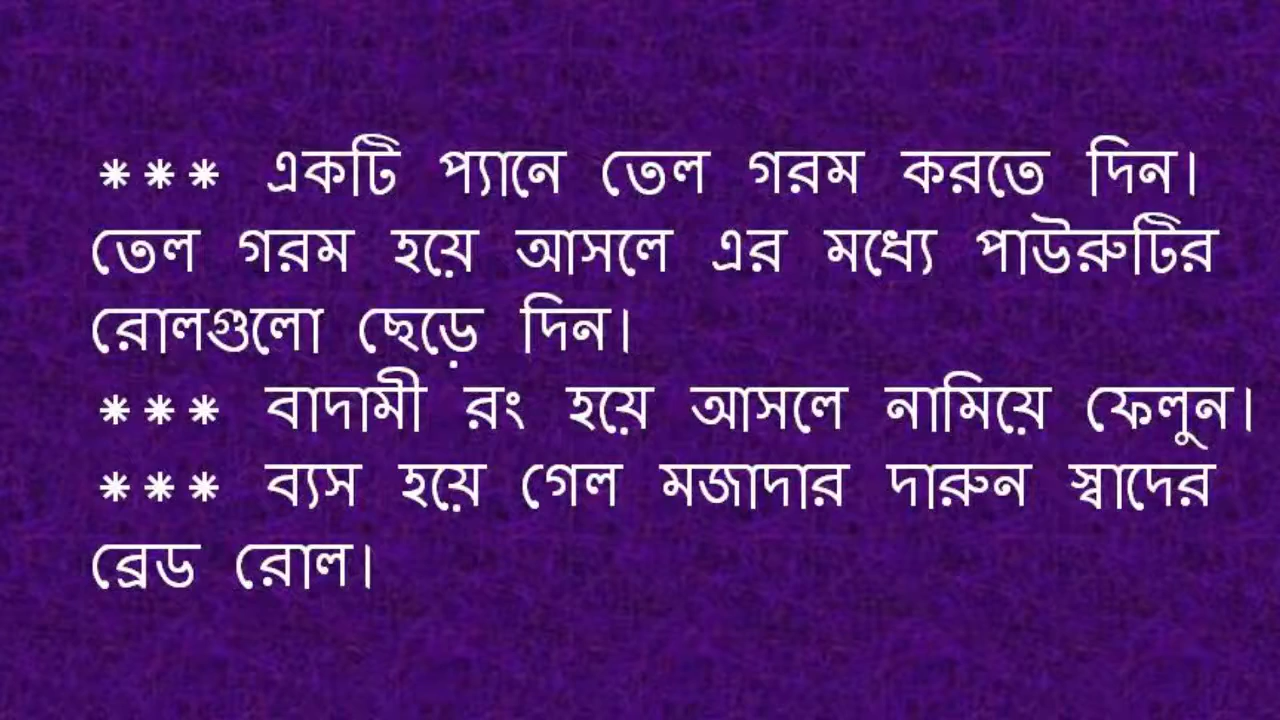 *** একটি প্যানে তেল গরম করতে দিন।
তেল গরম হয়ে আসলে এর মধ্যে পাউরুটির
রোলগুলো ছেড়ে দিন।
*** বাদামী রং হয়ে আসলে নামিয়ে ফেলুন।
*** ব্যস হয়ে গেল মজাদার দারুন স্বাদের
ব্রেড রোল।